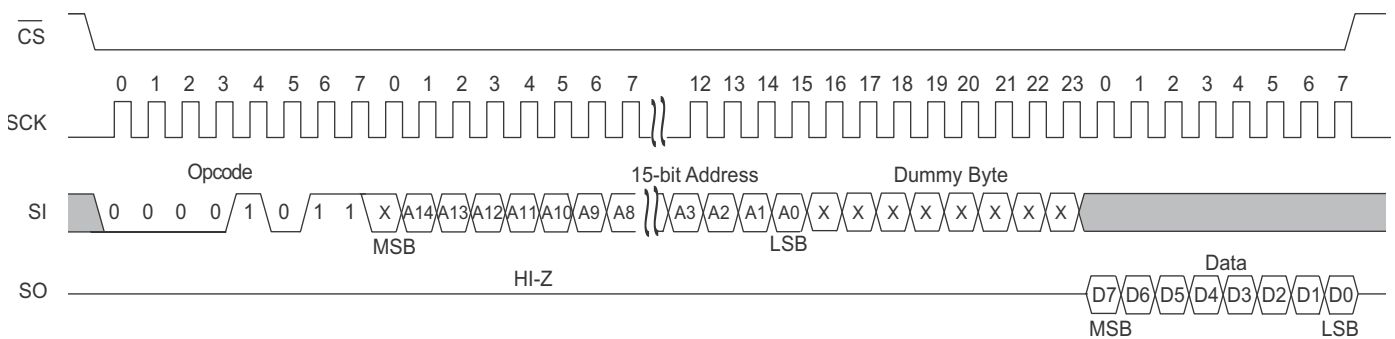 CS
0 1 2 3 4 5 6 7 0 1 2 3 4 5 6 7 12 13 14 15 16 17 18 19 20 21 22 23 0 1 2 3 4 5 6 7
SCK
Opcode 15-bit Address Dummy Byte
SI 0 0 0 0 1 0 1 1 X A14 A13 A12 A11 A10 A9 A8 A3 A2 A1 A0 X X X X X X X X
MSB LSB
HI-Z Data
SO D7 D6 D5 D4 D3 D2 D1 D0
MSB LSB